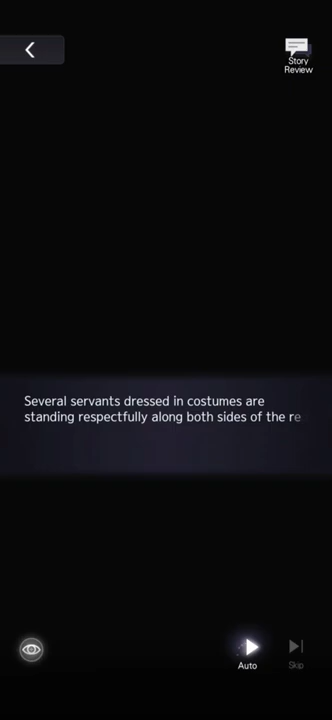 Story
Review
Several servants dressed in costumes are
standing respectfully along both sides of the re
Auto
Skip